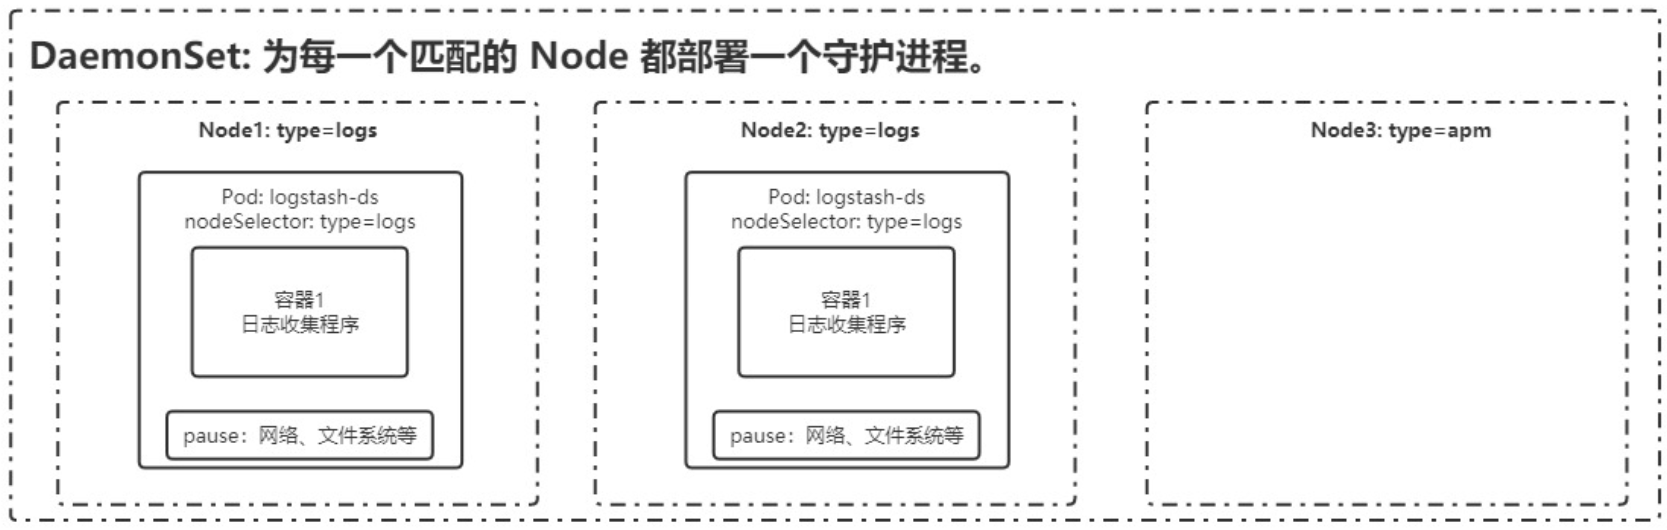 DaemonSet: 为每一个匹配的 Node 都部署一个守护进程。
Node1: type=logs
Pod: logstash-ds
nodeSelector: type=logs
容器1
日志收集程序
pause：网络、文件系统等
Node2: type=logs
Pod: logstash-ds
nodeSelector: type=logs
容器1
日志收集程序
pause：网络、文件系统等
Node3: type=apm